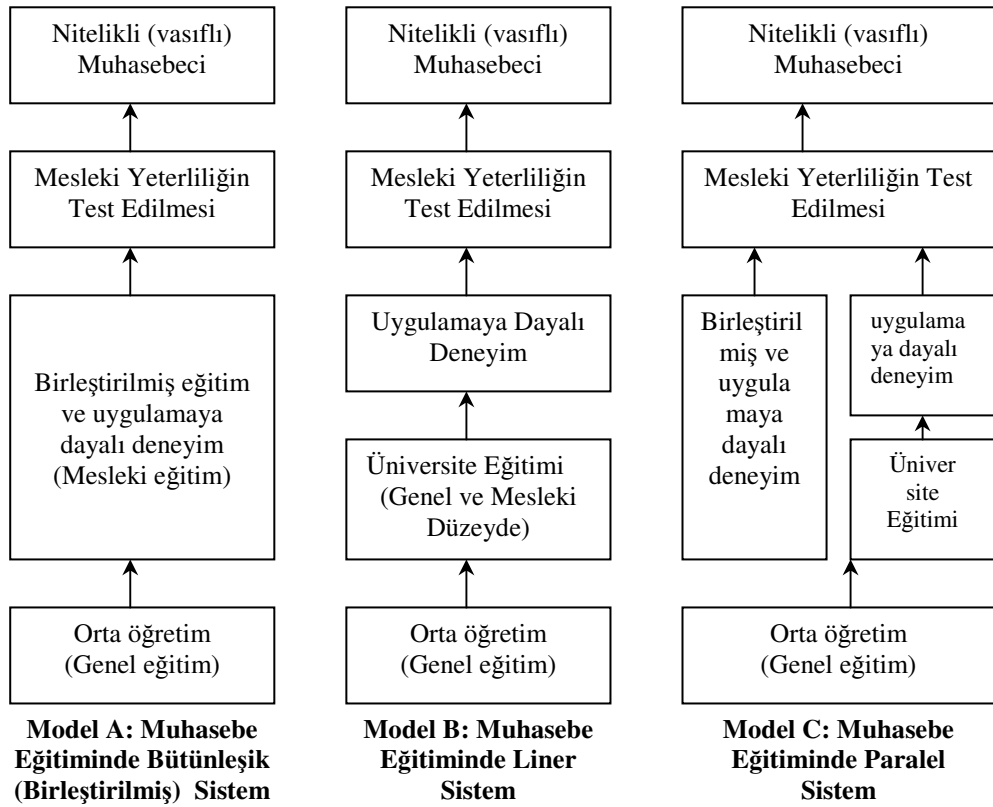 Nitelikli (vasıflı)
Muhasebeci
Mesleki Yeterliliğin
Test Edilmesi
Birleştirilmiş eğitim
ve uygulamaya
dayalı deneyim
(Mesleki eğitim)
Orta öğretim
(Genel eğitim)
Model A: Muhasebe
Eğitiminde Bütünleşik
(Birleştirilmiş) Sistem
Nitelikli (vasıflı)
Muhasebeci
Mesleki Yeterliliğin
Test Edilmesi
Uygulamaya Dayalı
Deneyim
Üniversite Eğitimi
(Genel ve Mesleki
Düzeyde)
Orta öğretim
(Genel eğitim)
Model B: Muhasebe
Eğitiminde Liner
Sistem
Nitelikli (vasıflı)
Muhasebeci
Mesleki Yeterliliğin Test
Edilmesi
Birleştiril
miş ve
uygula
maya
dayalı
deneyim
uygulama
ya dayalı
deneyim
Üniver
site
Eğitimi
Orta öğretim
(Genel eğitim)
Model C: Muhasebe
Eğitiminde Paralel
Sistem